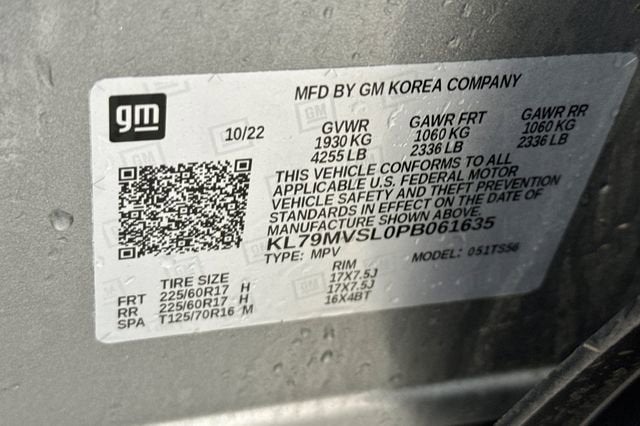 MFD BY GM KOREA COMPANY
gm
10/22
GVWR GAWR FRT GAWR RR
1930 KG 1060 KG 1060 KG
4255 LB 2336 LB 2336 LB
THIS VEHICLE CONFORMS TO ALL
APPLICABLE U.S. FEDERAL MOTOR
VEHICLE SAFETY AND THEFT PREVENTION
STANDARDS IN EFFECT ON THE DATE OF
MANUFACTURE SHOWN ABOVE.
KL79MVSL0PB061635
TYPE: MPV MODEL: 051TS56
TIRE SIZE RIM
FRT 225/60R17 H 17X7.5J
RR 225/60R17 H 17X7.5J
SPA T125/70R16 M 16X4BT